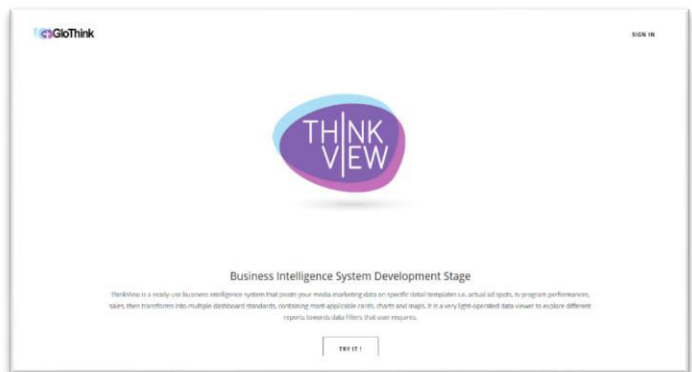 GloThink
SIGN IN
THINK
VIEW
Business Intelligence System Development Stage
ThinkView is a ready-use business intelligence system that pivots your media marketing data on specific detail templates i.e. actual ad spots, tv program performances,
sales, then transforms into multiple dashboard standards, containing most-applicable cards, charts and maps. It is a very light-operated data viewer to explore different
reports towards data filters that user requires.
TRY IT !